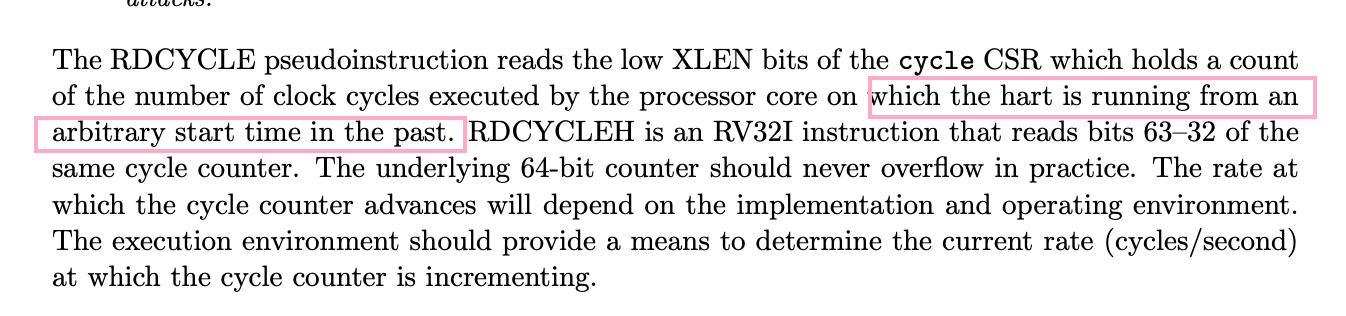 attacks.
The RDCYCLE pseudoinstruction reads the low XLEN bits of the cycle CSR which holds a count
of the number of clock cycles executed by the processor core on which the hart is running from an
arbitrary start time in the past. RDCYCLEH is an RV32I instruction that reads bits 63–32 of the
same cycle counter. The underlying 64-bit counter should never overflow in practice. The rate at
which the cycle counter advances will depend on the implementation and operating environment.
The execution environment should provide a means to determine the current rate (cycles/second)
at which the cycle counter is incrementing.